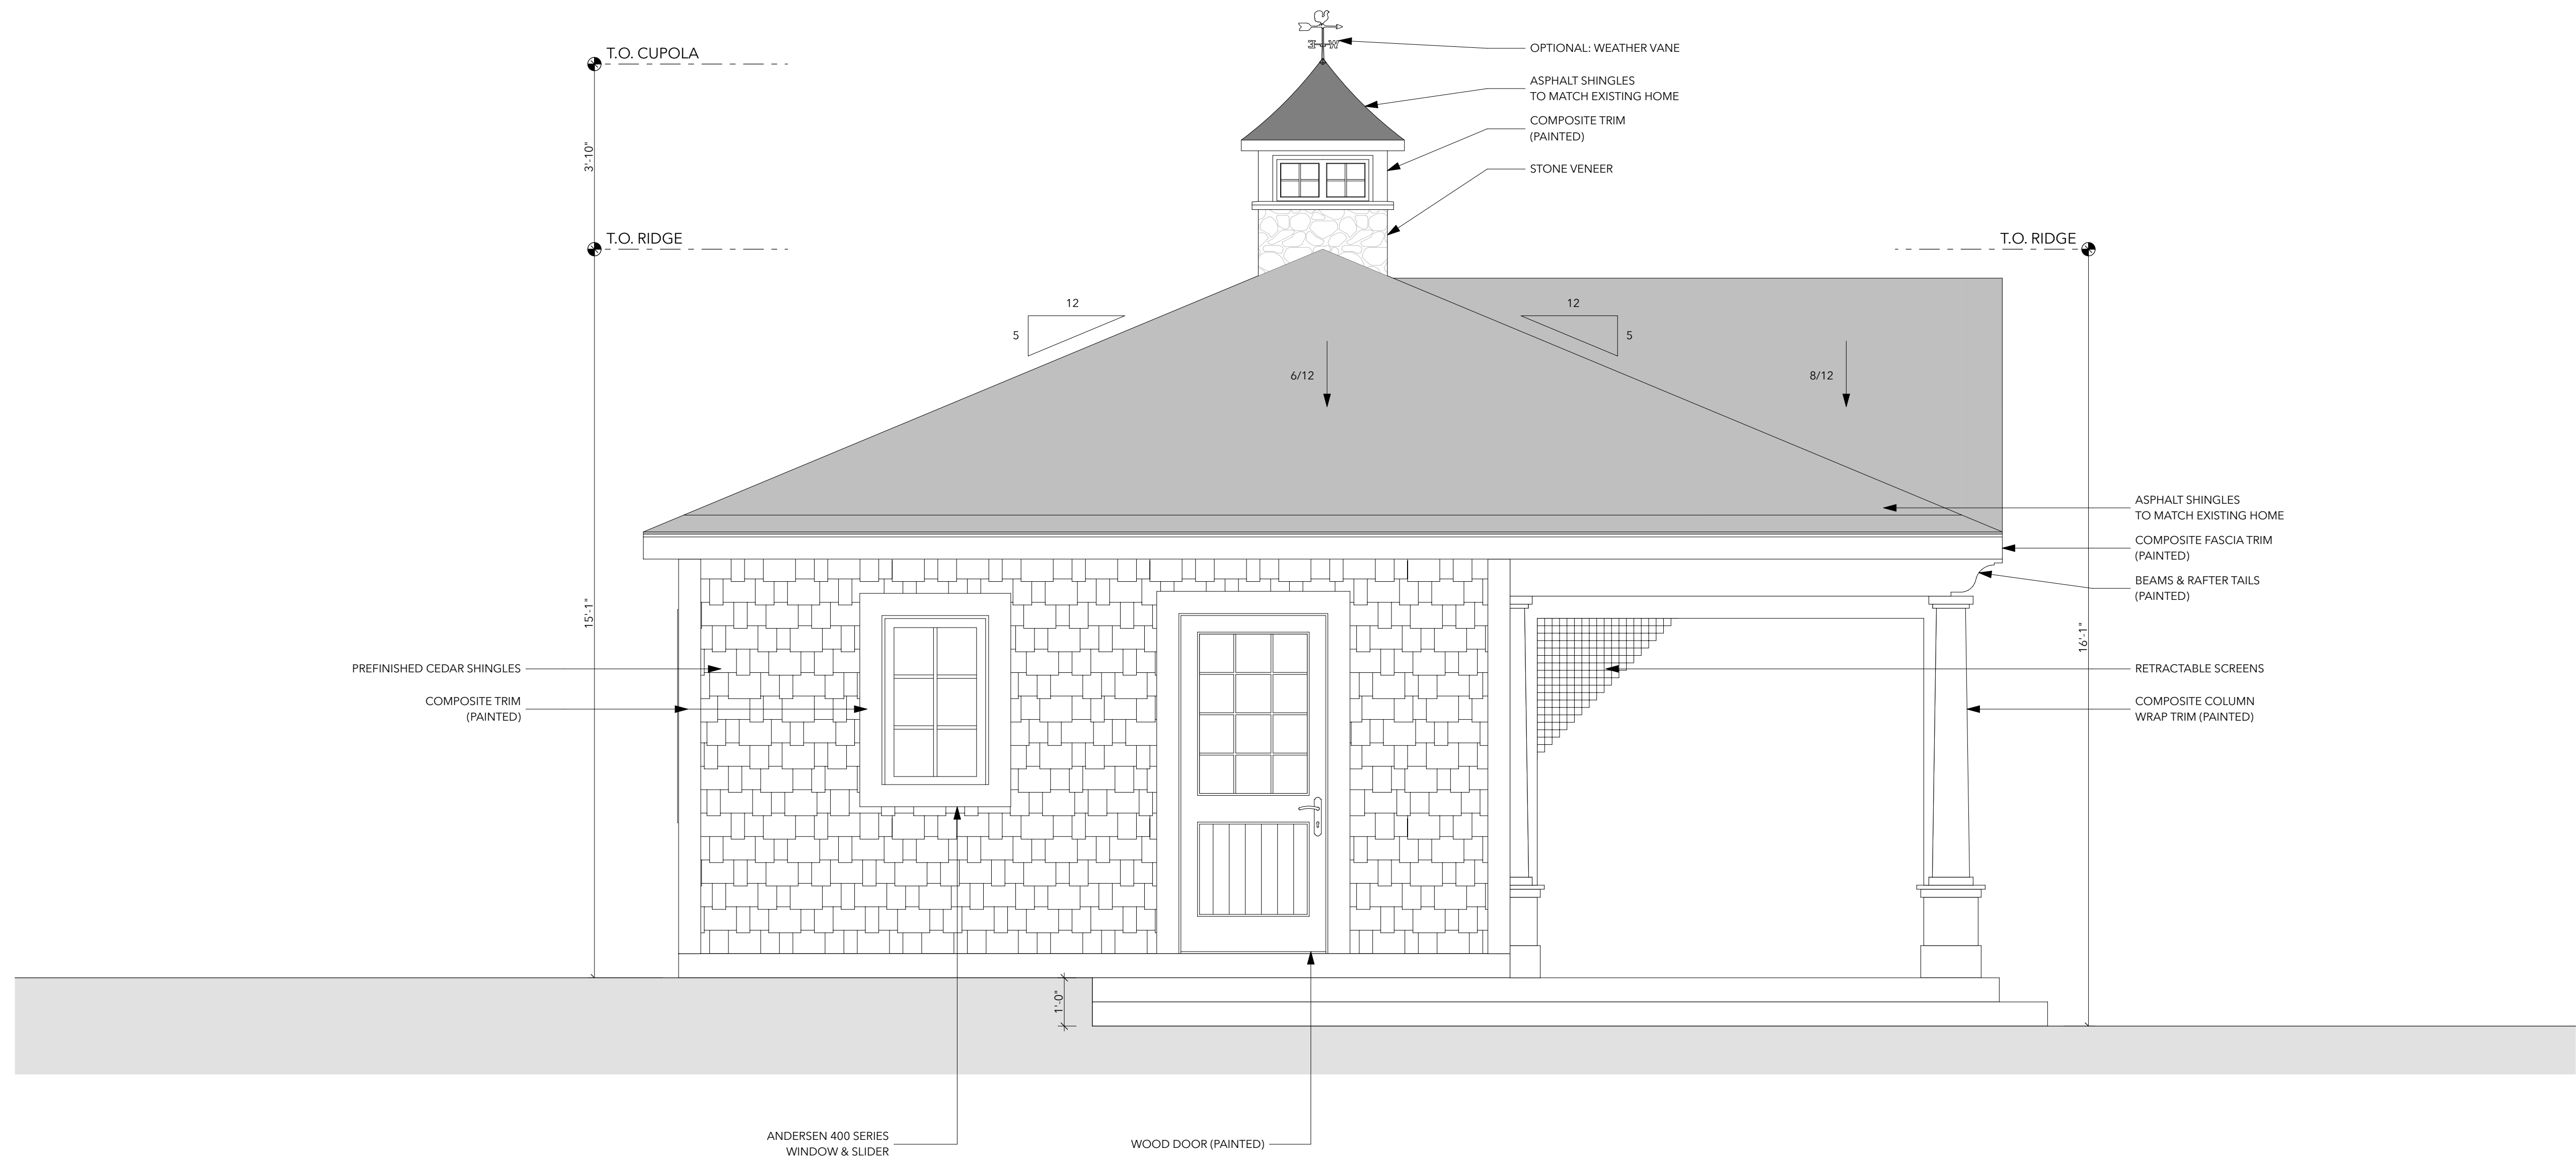 T.O. CUPOLA
3'-10"
T.O. RIDGE
15'-1"
OPTIONAL: WEATHER VANE
ASPHALT SHINGLES
TO MATCH EXISTING HOME
COMPOSITE TRIM
(PAINTED)
STONE VENEER
E W
T.O. RIDGE
12
5
12
5
6/12
8/12
ASPHALT SHINGLES
TO MATCH EXISTING HOME
COMPOSITE FASCIA TRIM
(PAINTED)
BEAMS & RAFTER TAILS
(PAINTED)
16'-1"
RETRACTABLE SCREENS
COMPOSITE COLUMN
WRAP TRIM (PAINTED)
PREFINISHED CEDAR SHINGLES
COMPOSITE TRIM
(PAINTED)
1'-0"
ANDERSEN 400 SERIES
WINDOW & SLIDER
WOOD DOOR (PAINTED)